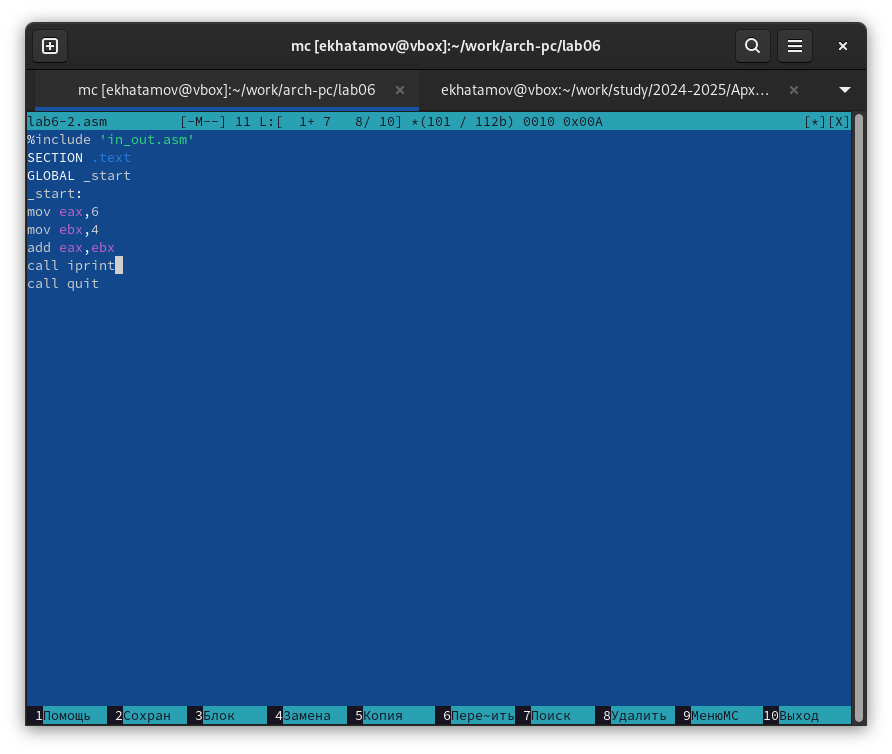 mc [ekhatamov@vbox]:~/work/arch-pc/lab06
mc [ekhatamov@vbox]:~/work/arch-pc/lab06 × ekhatamov@vbox:~/work/study/2024-2025/Арх… ×
lab6-2.asm [-M--] 11 L:[ 1+ 7 8/ 10] *(101 / 112b) 0010 0x00A [*][X]
%include 'in_out.asm'
SECTION .text
GLOBAL _start
_start:
mov eax,6
mov ebx,4
add eax,ebx
call iprint
call quit
1Помощь 2Сохран 3Блок 4Замена 5Копия 6Пере~ить 7Поиск 8Удалить 9МенюMC 10Выход